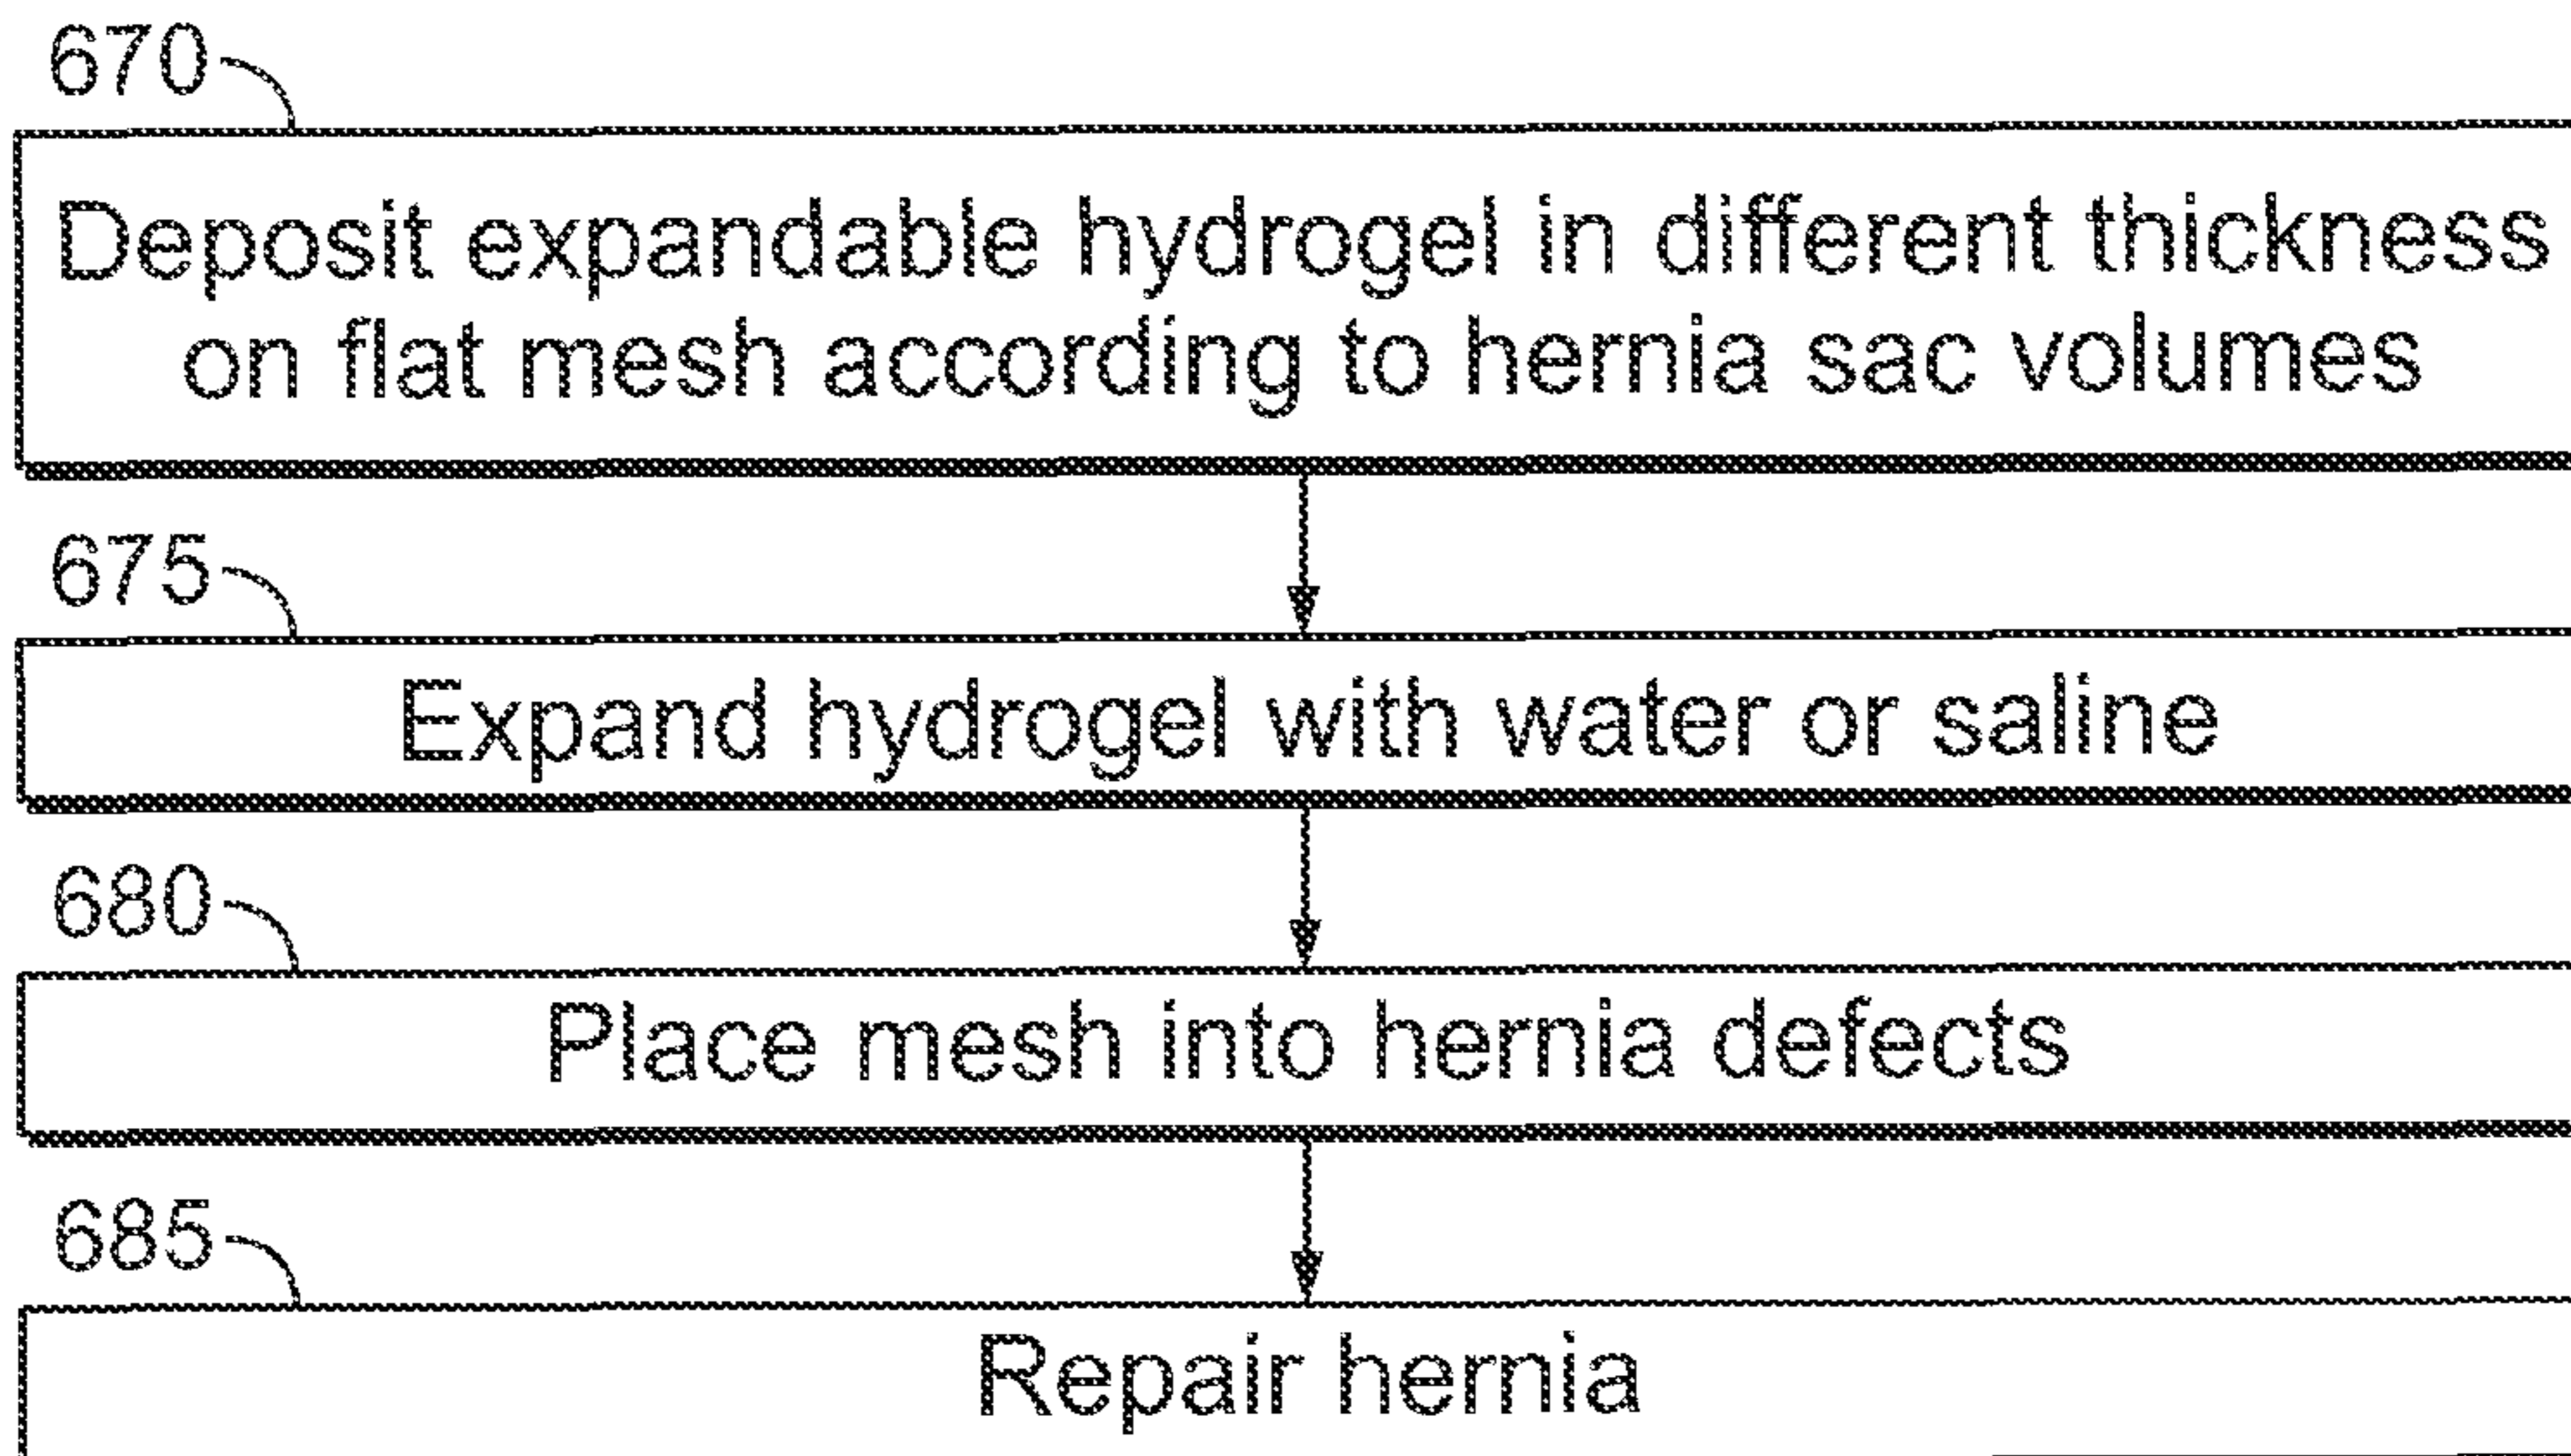 670
Deposit expandable hydrogel in different thickness
on flat mesh according to hernia sac volumes
675
Expand hydrogel with water or saline
680
Place mesh into hernia defects
685
Repair hernia